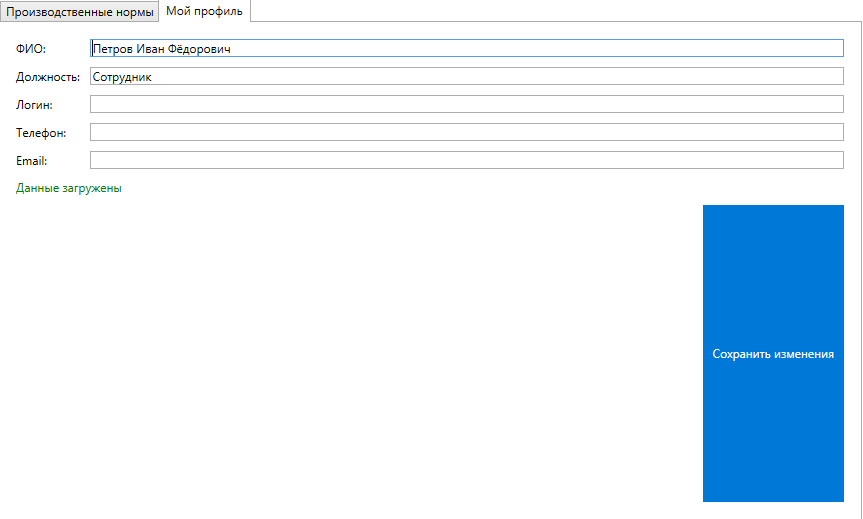 Производственные нормы
Мой профиль
ФИО:
Петров Иван Фёдорович
Должность:
Сотрудник
Логин:
Телефон:
Email:
Данные загружены
Сохранить изменения